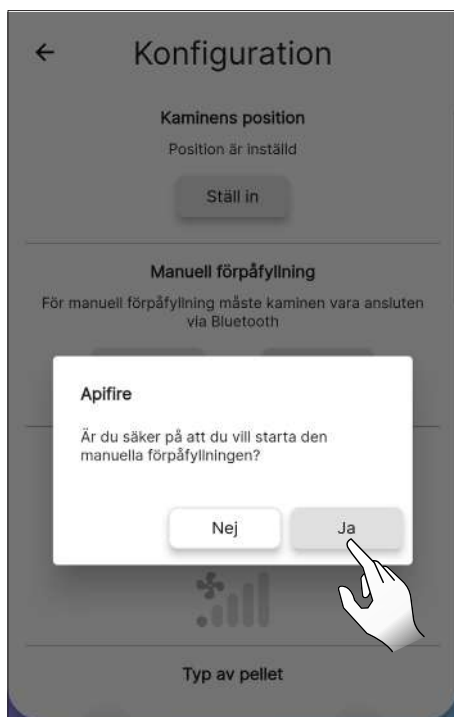 Konfiguration
Kaminens position
Position är inställd
Ställ in
Manuell förpåfyllning
För manuell förpåfyllning måste kaminen vara ansluten
via Bluetooth
Apifire
Är du säker på att du vill starta den
manuella förpåfyllningen?
Nej
Ja
Typ av pellet